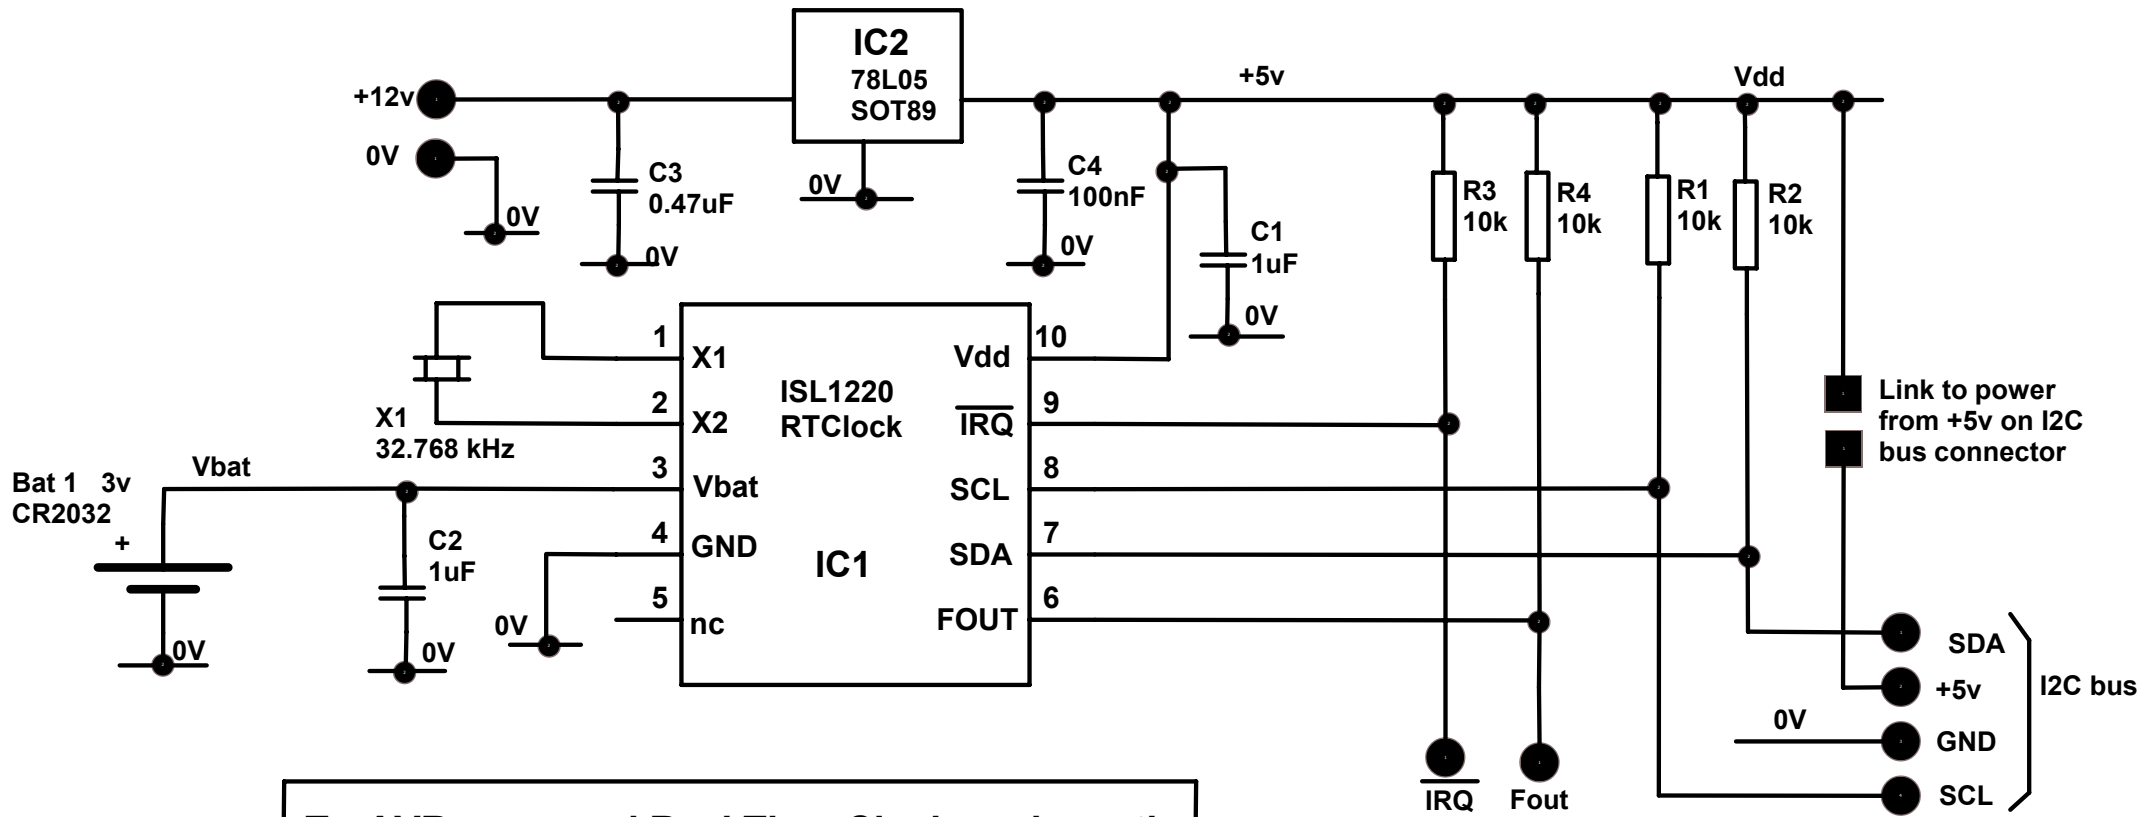 IC2
78L05
SOT89
+12v
+5v
Vdd
0V
0V
0V
C3
0.47uF
0V
C4
100nF
0V
C1
1uF
0V
R3
10k
R4
10k
R1
10k
R2
10k
X1
32.768 kHz
1
X1
2
X2
3
Vbat
4
GND
5
nc
ISL1220
RTClock
IC1
10
Vdd
9
IRQ
8
SCL
7
SDA
6
FOUT
Link to power
from +5v on I2C
bus connector
Bat 1 3v
CR2032
+
Vbat
0V
C2
1uF
0V
0V
SDA
+5v
0V
GND
SCL
I2C bus
IRQ
Fout